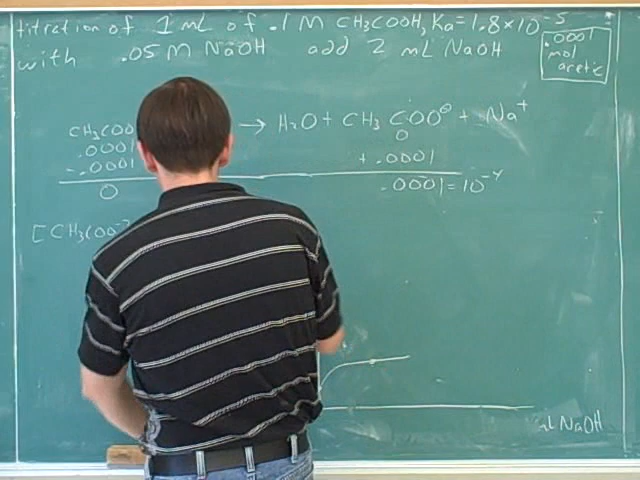 titration of 1 mL of .1 M CH3COOH, Ka = 1.8×10^-5
with .05 M NaOH add 2 mL NaOH
.0001
mol
acetic
CH3COO → H2O + CH3COO⊖ + Na+
.0001 0
-.0001 + .0001
0 .0001 = 10^-4
[CH3COO-]
mL NaOH